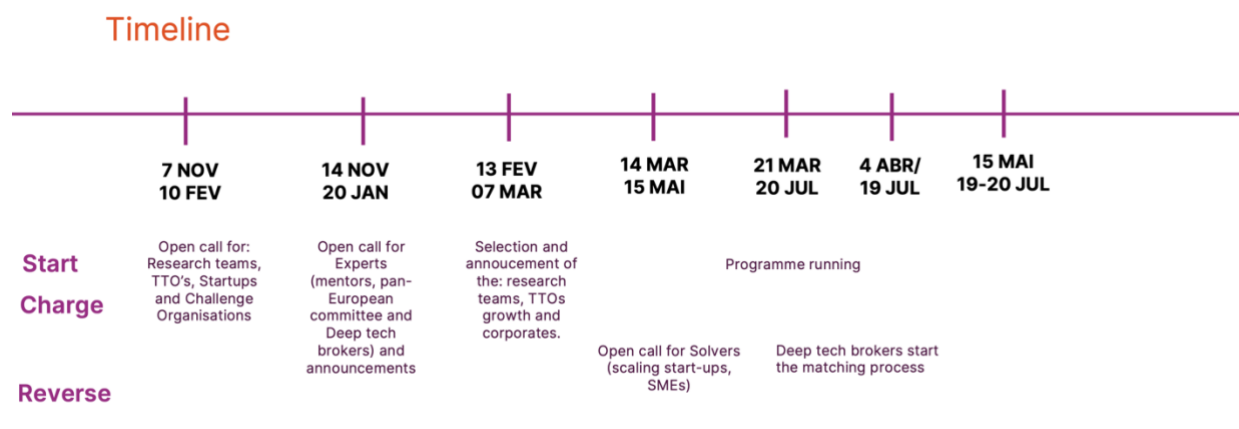 Timeline
7 NOV
10 FEV
14 NOV
20 JAN
13 FEV
07 MAR
14 MAR
15 MAI
21 MAR
20 JUL
4 ABR/
19 JUL
15 MAI
19-20 JUL
Start
Charge
Reverse
Open call for:
Research teams,
TTO's, Startups
and Challenge
Organisations
Open call for
Experts
(mentors, pan-
European
committee and
Deep tech
brokers) and
announcements
Selection and
annoucement of
the: research
teams, TTOs
growth and
corporates.
Programme running
Open call for Solvers
(scaling start-ups,
SMEs)
Deep tech brokers start
the matching process